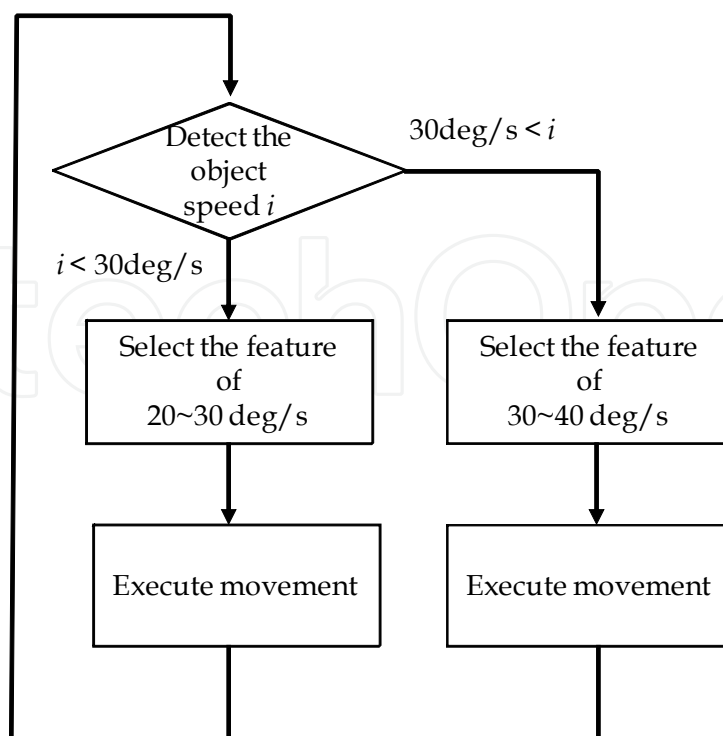 30deg/s < i
Detect the
object
speed i
i < 30deg/s
Select the feature
of
20~30 deg/s
Select the feature
of
30~40 deg/s
Execute movement
Execute movement